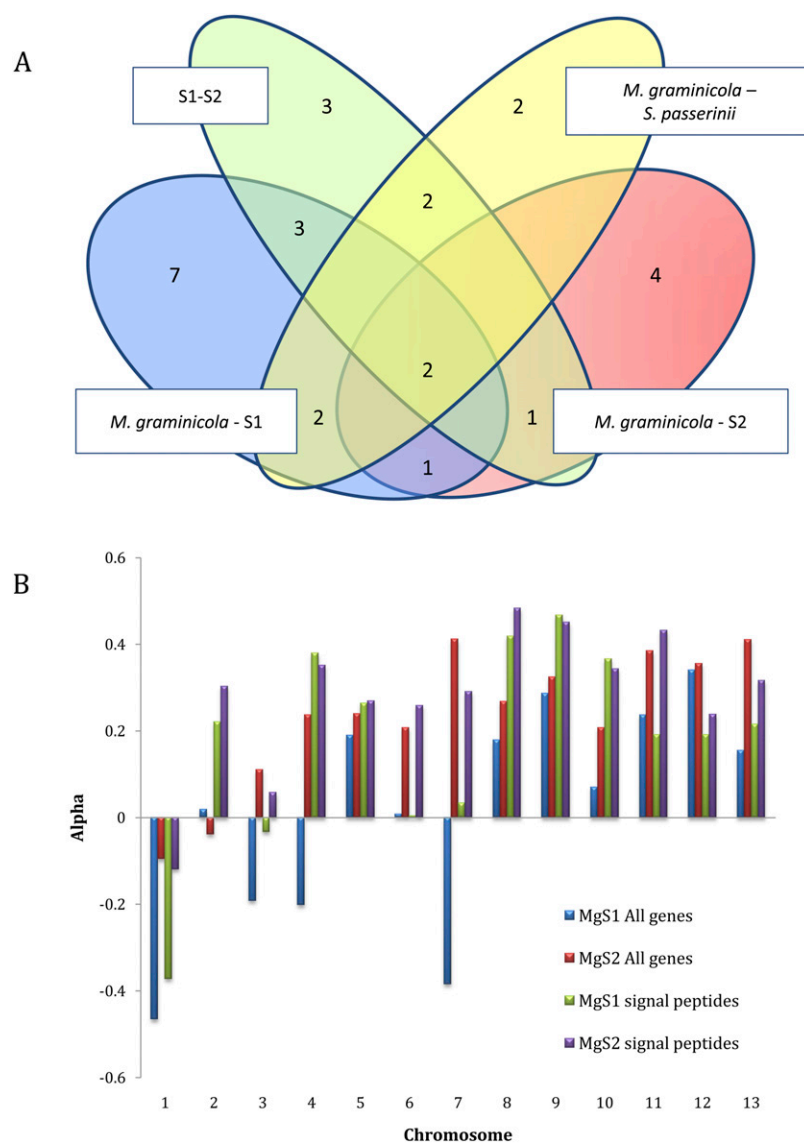 A
S1-S2
M. graminicola –
S. passerinii
3
2
2
3
7
4
2
M. graminicola - S1
2
1
M. graminicola - S2
1
B
0.6
0.4
0.2
0
-0.2
-0.4
-0.6
Alpha
MgS1 All genes
MgS2 All genes
MgS1 signal peptides
MgS2 signal peptides
1 2 3 4 5 6 7 8 9 10 11 12 13
Chromosome